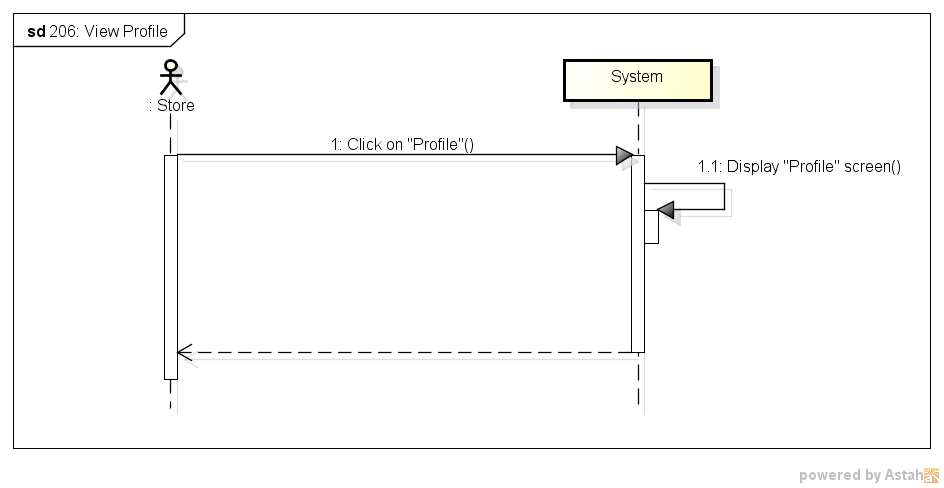 sd 206: View Profile
: Store
System
1: Click on "Profile"()
1.1: Display "Profile" screen()
powered by Astah